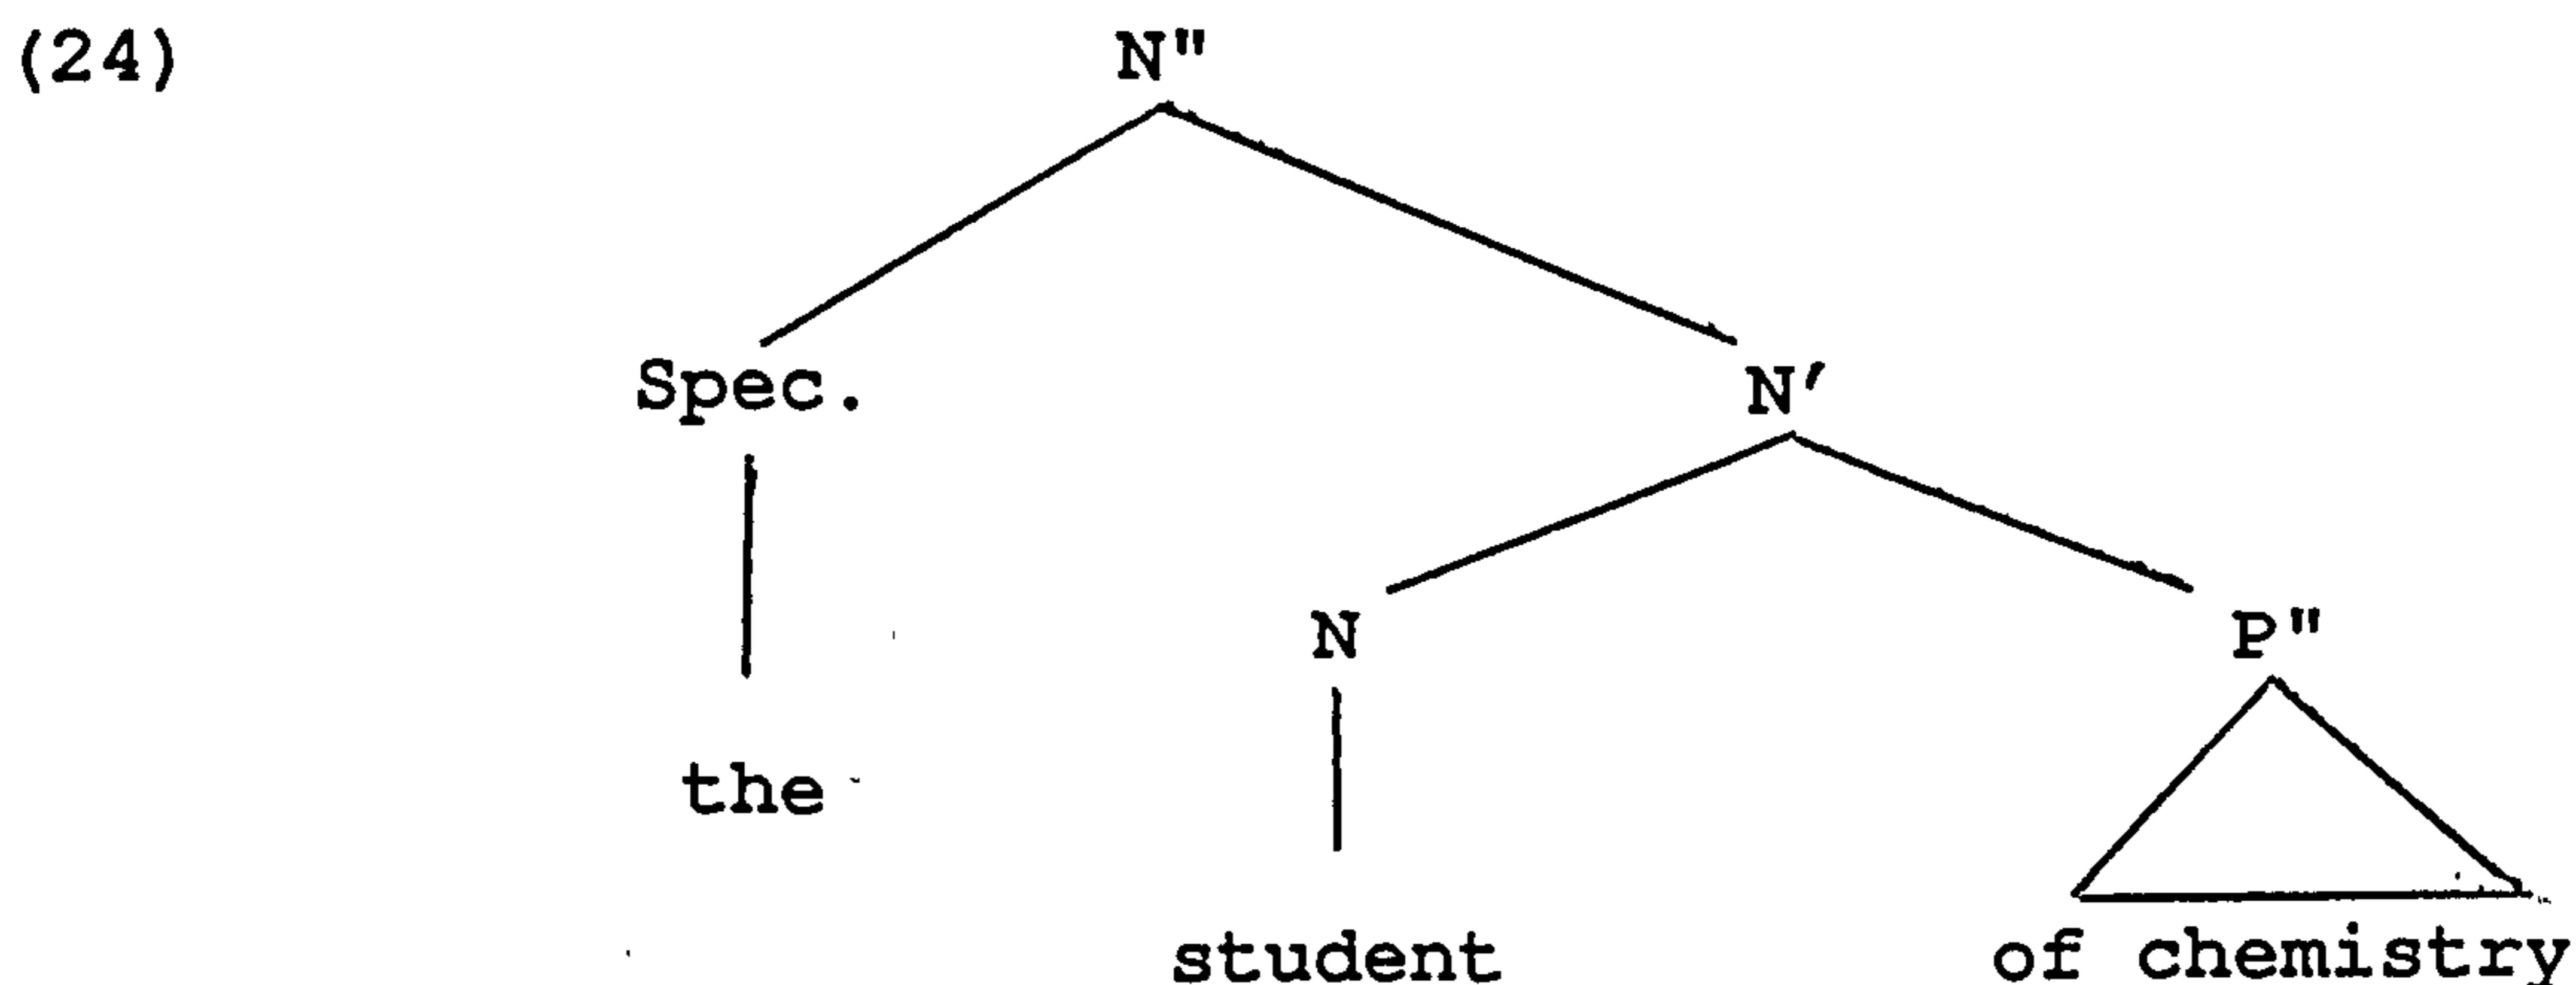 (24)
N"
Spec.
N'
N
P"
the
student
of chemistry